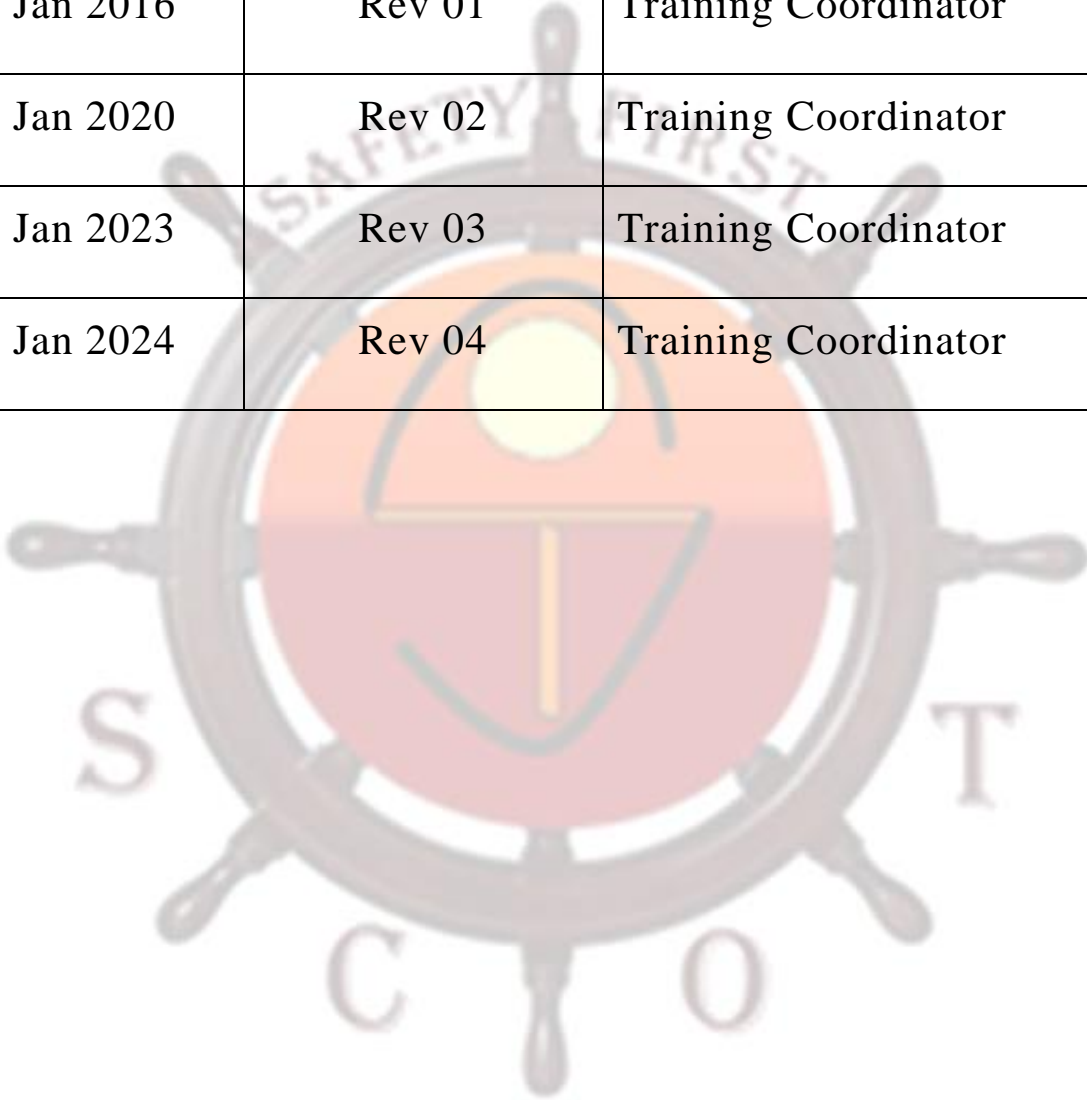 Jan 2016 Rev 01 Training Coordinator
Jan 2020 Rev 02 Training Coordinator
Jan 2023 Rev 03 Training Coordinator
Jan 2024 Rev 04 Training Coordinator
SAFETY FIRST
S T
C O